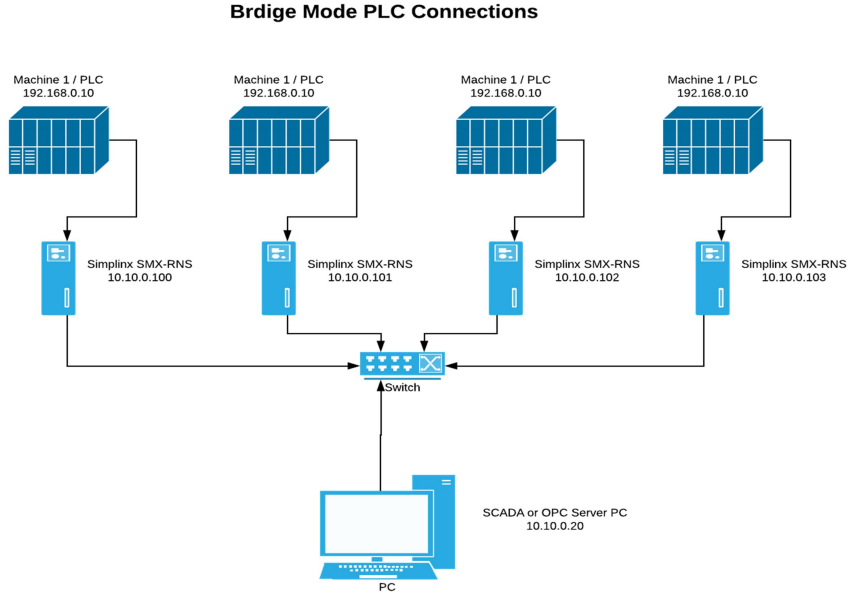 Brdige Mode PLC Connections
Machine 1 / PLC
192.168.0.10
Machine 1 / PLC
192.168.0.10
Machine 1 / PLC
192.168.0.10
Machine 1 / PLC
192.168.0.10
Simplinx SMX-RNS
10.10.0.100
Simplinx SMX-RNS
10.10.0.101
Simplinx SMX-RNS
10.10.0.102
Simplinx SMX-RNS
10.10.0.103
Switch
SCADA or OPC Server PC
10.10.0.20
PC